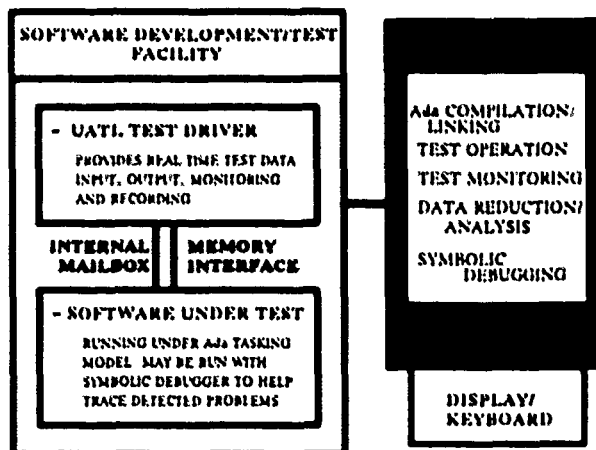 SOFTWARE DEVELOPMENT/TEST
FACILITY
- UATL TEST DRIVER
PROVIDES REAL TIME TEST DATA
INPUT, OUTPUT, MONITORING
AND RECORDING
INTERNAL MEMORY
MAILBOX INTERFACE
- SOFTWARE UNDER TEST
RUNNING UNDER Ada TASKING
MODEL MAY BE RUN WITH
SYMBOLIC DEBUGGER TO HELP
TRACE DETECTED PROBLEMS
Ada COMPILATION/
LINKING
TEST OPERATION
TEST MONITORING
DATA REDUCTION/
ANALYSIS
SYMBOLIC
DEBUGGING
DISPLAY/
KEYBOARD